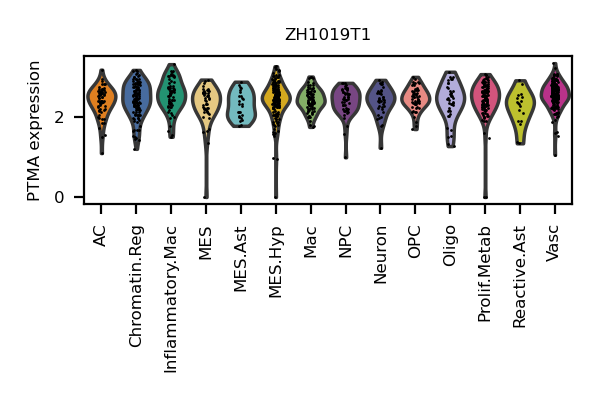 ZH1019T1
PTMA expression
2
0
AC
Chromatin.Reg
Inflammatory.Mac
MES
MES.Ast
MES.Hyp
Mac
NPC
Neuron
OPC
Oligo
Prolif.Metab
Reactive.Ast
Vasc